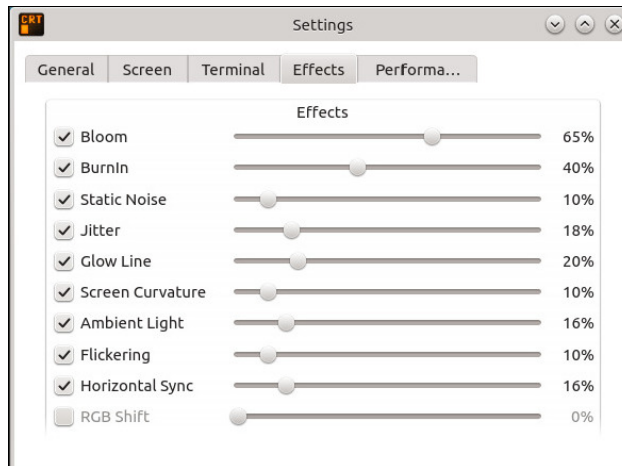 CRT
Settings
General Screen Terminal Effects Performa...
Effects
Bloom 65%
BurnIn 40%
Static Noise 10%
Jitter 18%
Glow Line 20%
Screen Curvature 10%
Ambient Light 16%
Flickering 10%
Horizontal Sync 16%
RGB Shift 0%